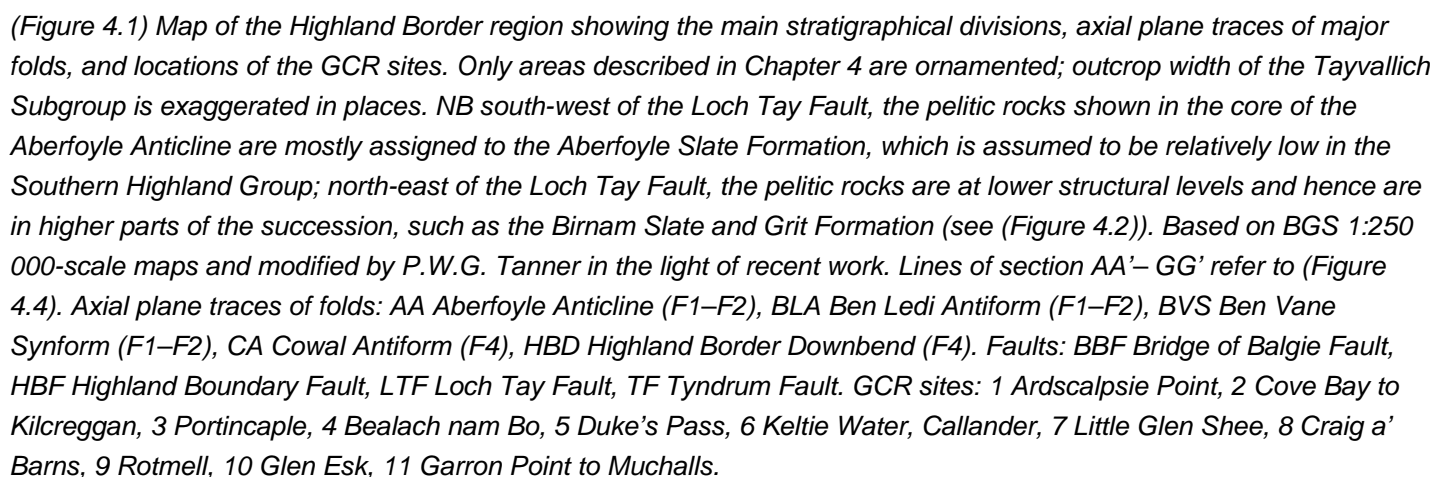 (Figure 4.1) Map of the Highland Border region showing the main stratigraphical divisions, axial plane traces of major
folds, and locations of the GCR sites. Only areas described in Chapter 4 are ornamented; outcrop width of the Tayvallich
Subgroup is exaggerated in places. NB south-west of the Loch Tay Fault, the pelitic rocks shown in the core of the
Aberfoyle Anticline are mostly assigned to the Aberfoyle Slate Formation, which is assumed to be relatively low in the
Southern Highland Group; north-east of the Loch Tay Fault, the pelitic rocks are at lower structural levels and hence are
in higher parts of the succession, such as the Birnam Slate and Grit Formation (see (Figure 4.2)). Based on BGS 1:250
000-scale maps and modified by P.W.G. Tanner in the light of recent work. Lines of section AA’– GG’ refer to (Figure
4.4). Axial plane traces of folds: AA Aberfoyle Anticline (F1–F2), BLA Ben Ledi Antiform (F1–F2), BVS Ben Vane
Synform (F1–F2), CA Cowal Antiform (F4), HBD Highland Border Downbend (F4). Faults: BBF Bridge of Balgie Fault,
HBF Highland Boundary Fault, LTF Loch Tay Fault, TF Tyndrum Fault. GCR sites: 1 Ardscalpsie Point, 2 Cove Bay to
Kilcreggan, 3 Portincaple, 4 Bealach nam Bo, 5 Duke’s Pass, 6 Keltie Water, Callander, 7 Little Glen Shee, 8 Craig a’
Barns, 9 Rotmell, 10 Glen Esk, 11 Garron Point to Muchalls.